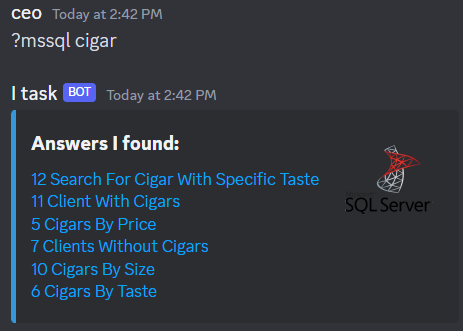 ceo Today at 2:42 PM
?mssql cigar
I task BOT Today at 2:42 PM
Answers I found:
12 Search For Cigar With Specific Taste
11 Client With Cigars
5 Cigars By Price
7 Clients Without Cigars
10 Cigars By Size
6 Cigars By Taste
SQL Server